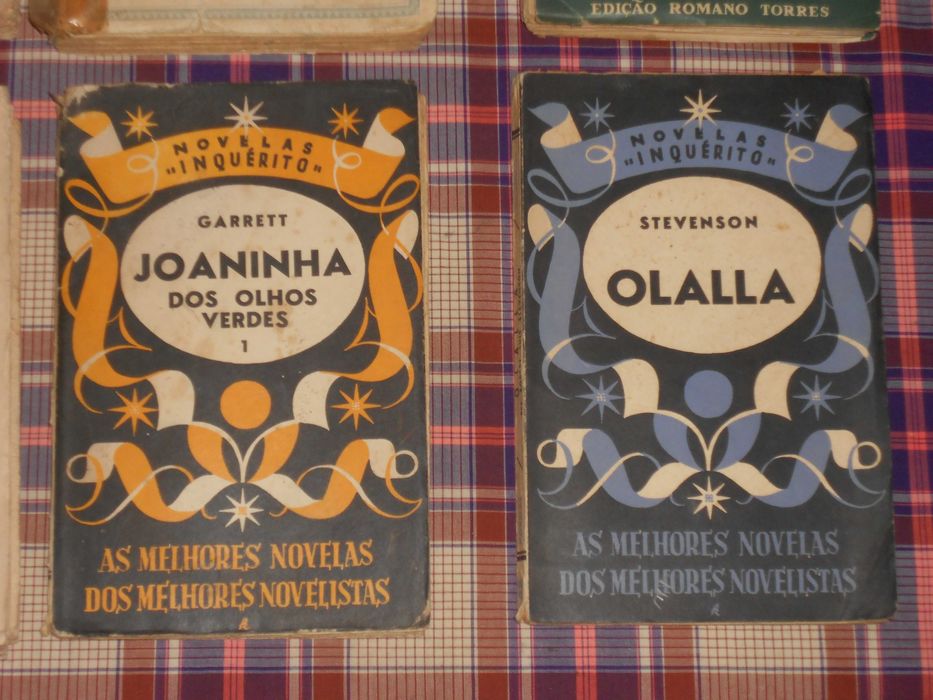 EDIÇÃO ROMANO TORRES
NOVELAS
"INQUÉRITO"
GARRETT
JOANINHA
DOS OLHOS
VERDES
1
AS MELHORES NOVELAS
DOS MELHORES NOVELISTAS
NOVELAS
"INQUÉRITO"
STEVENSON
OLALLA
AS MELHORES NOVELAS
DOS MELHORES NOVELISTAS